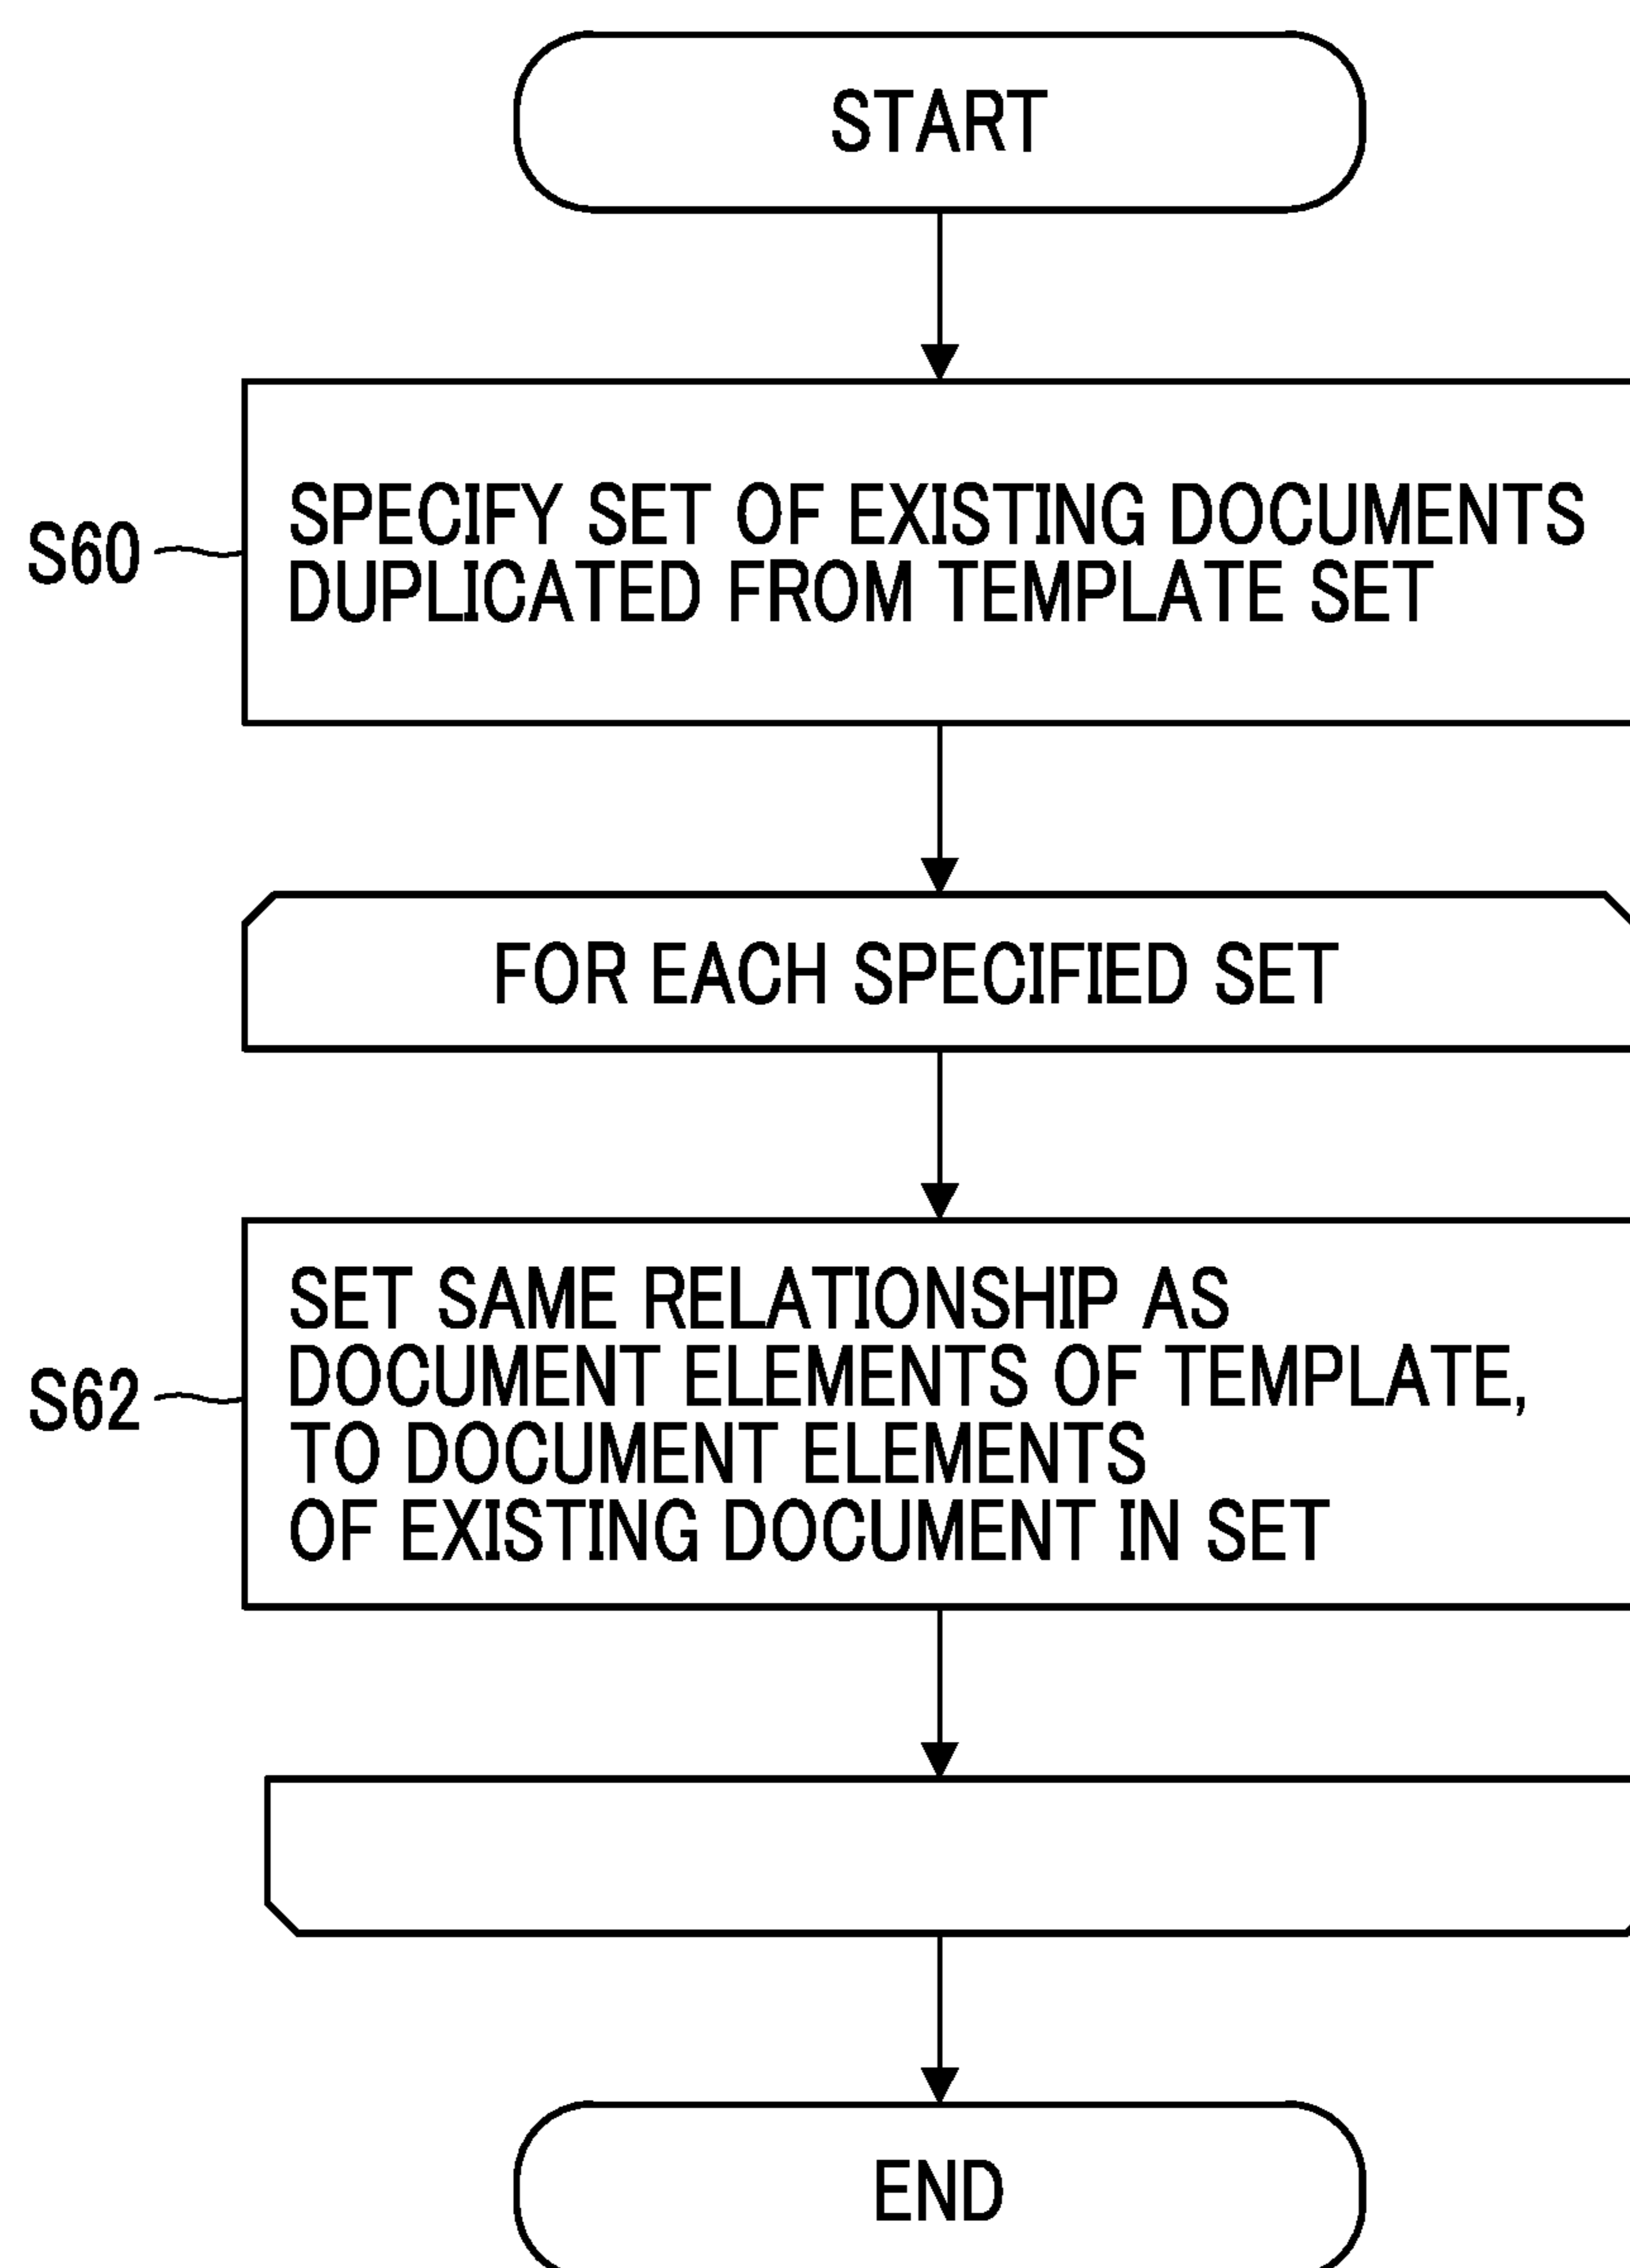 START
S60
SPECIFY SET OF EXISTING DOCUMENTS
DUPLICATED FROM TEMPLATE SET
FOR EACH SPECIFIED SET
S62
SET SAME RELATIONSHIP AS
DOCUMENT ELEMENTS OF TEMPLATE,
TO DOCUMENT ELEMENTS
OF EXISTING DOCUMENT IN SET
END